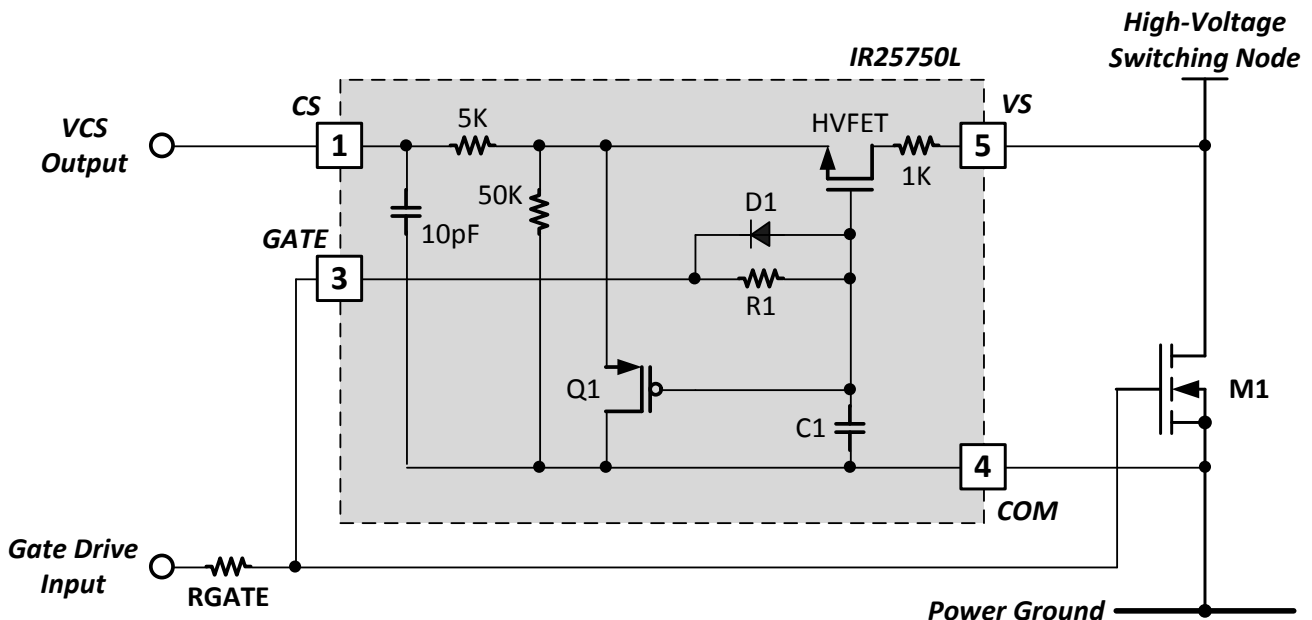 High-Voltage
Switching Node
IR25750L
CS
VS
VCS
Output
1
5K
HVFET
1K
5
50K
10pF
D1
GATE
3
R1
Q1
C1
M1
4
COM
Gate Drive
Input
RGATE
Power Ground